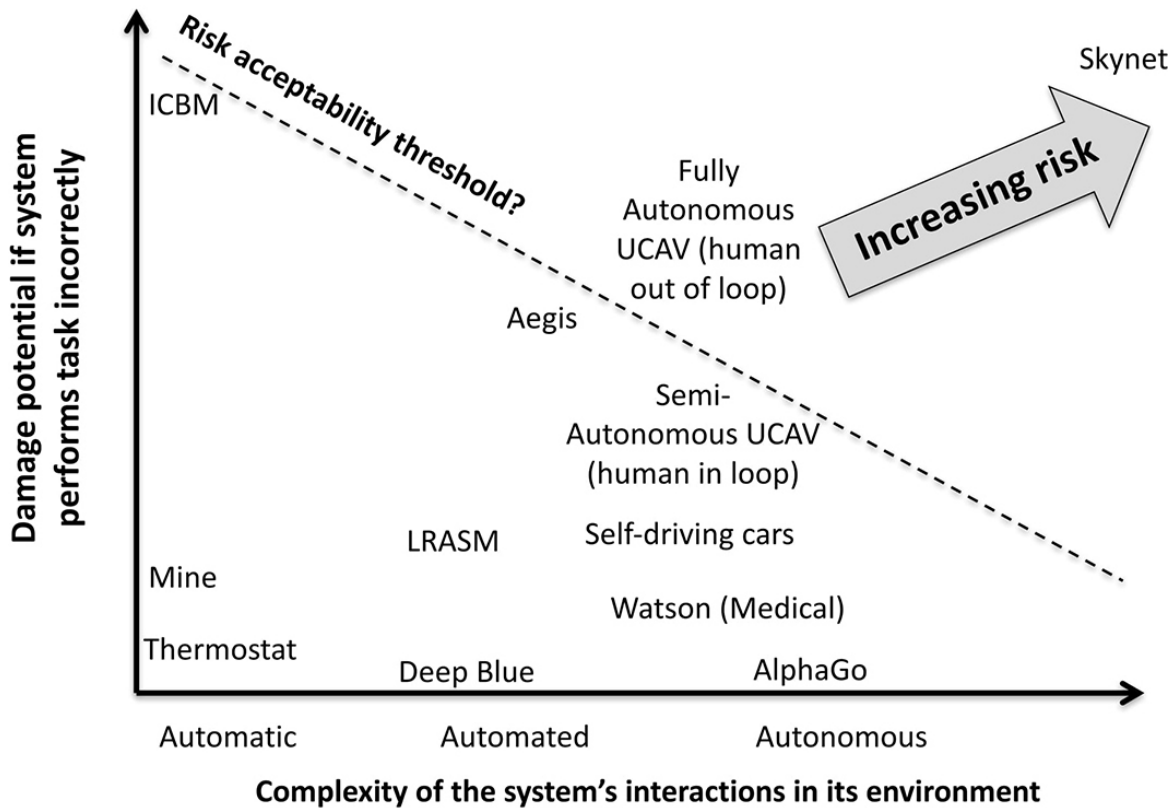 Risk acceptability threshold?
Skynet
ICBM
Increasing risk
Fully
Autonomous
UCAV (human
out of loop)
Aegis
Semi-
Autonomous UCAV
(human in loop)
LRASM
Self-driving cars
Mine
Watson (Medical)
Thermostat
Deep Blue
AlphaGo
Damage potential if system
performs task incorrectly
Automatic
Automated
Autonomous
Complexity of the system's interactions in its environment